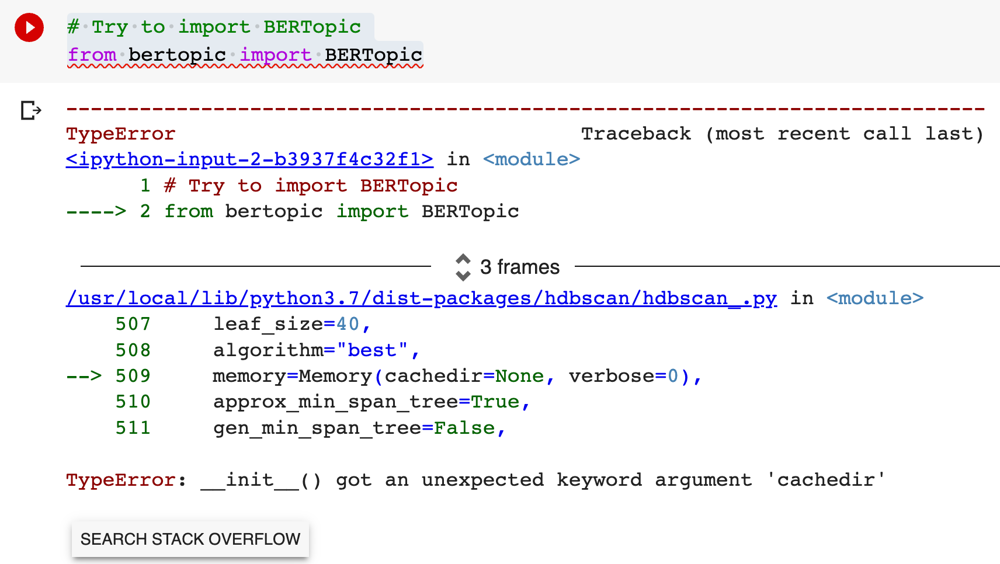 # Try to import BERTopic
from bertopic import BERTopic
---------------------------------------------------------------------------
TypeError Traceback (most recent call last)
<ipython-input-2-b3937f4c32f1> in <module>
1 # Try to import BERTopic
----> 2 from bertopic import BERTopic
3 frames
/usr/local/lib/python3.7/dist-packages/hdbscan/hdbscan_.py in <module>
507 leaf_size=40,
508 algorithm="best",
--> 509 memory=Memory(cachedir=None, verbose=0),
510 approx_min_span_tree=True,
511 gen_min_span_tree=False,
TypeError: __init__() got an unexpected keyword argument 'cachedir'
SEARCH STACK OVERFLOW